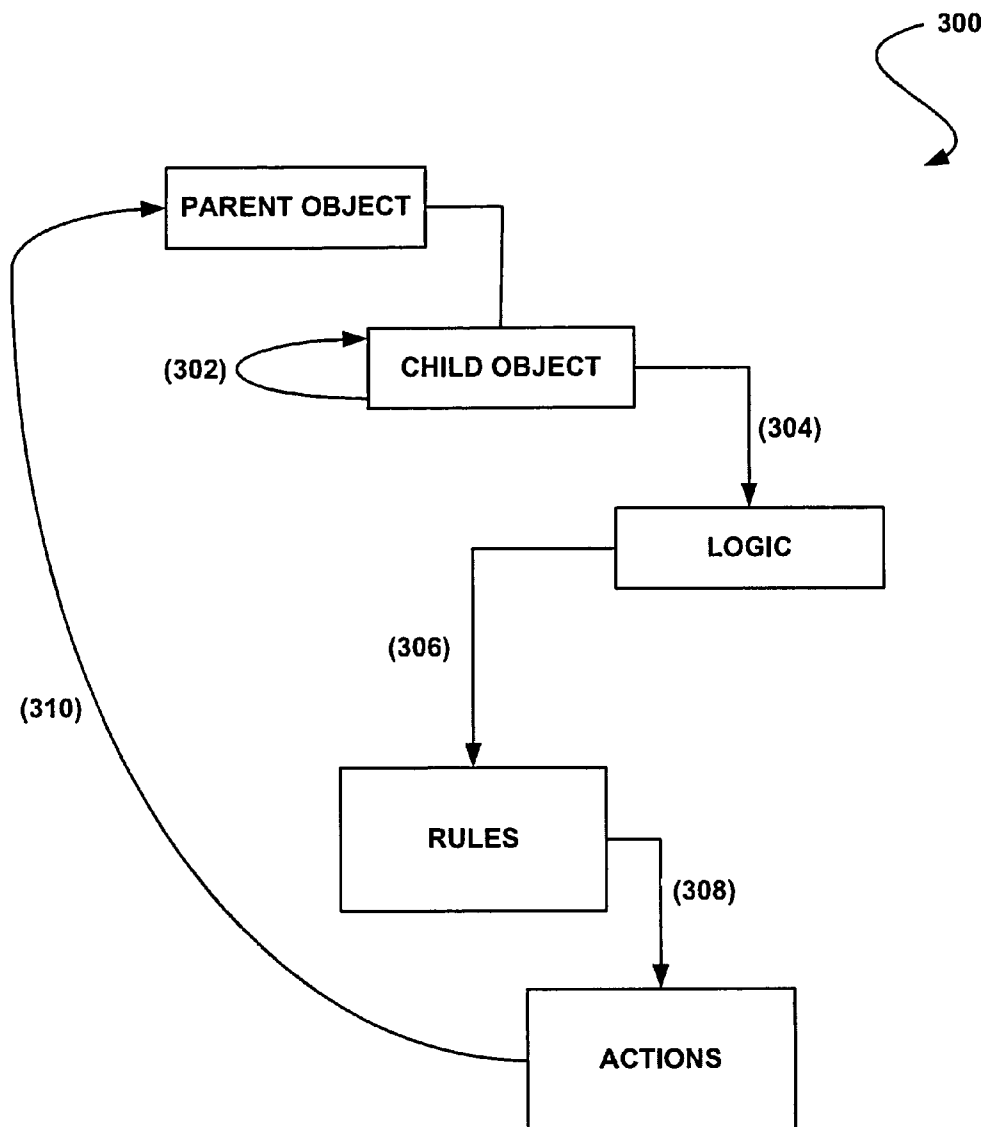 300
PARENT OBJECT
(302)
CHILD OBJECT
(304)
LOGIC
(306)
(310)
RULES
(308)
ACTIONS